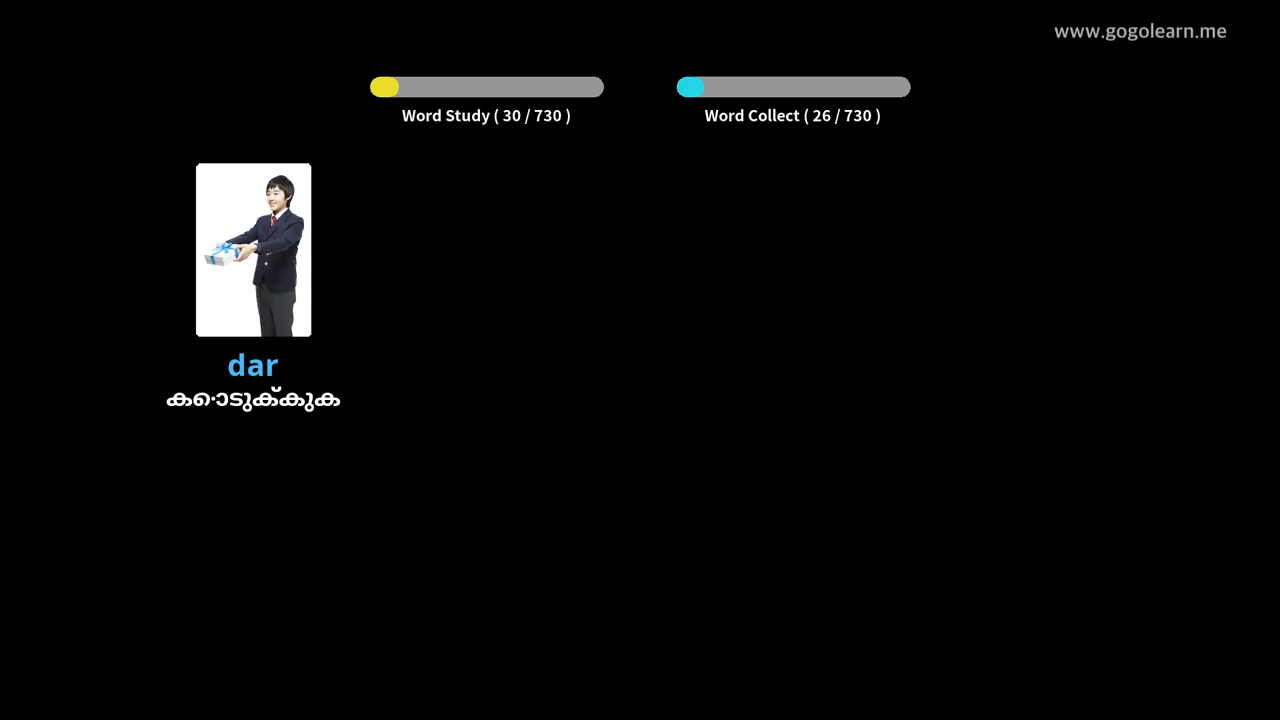 www.gogolearn.me
Word Study ( 30 / 730 )
Word Collect ( 26 / 730 )
dar
കൊടുക്കുക